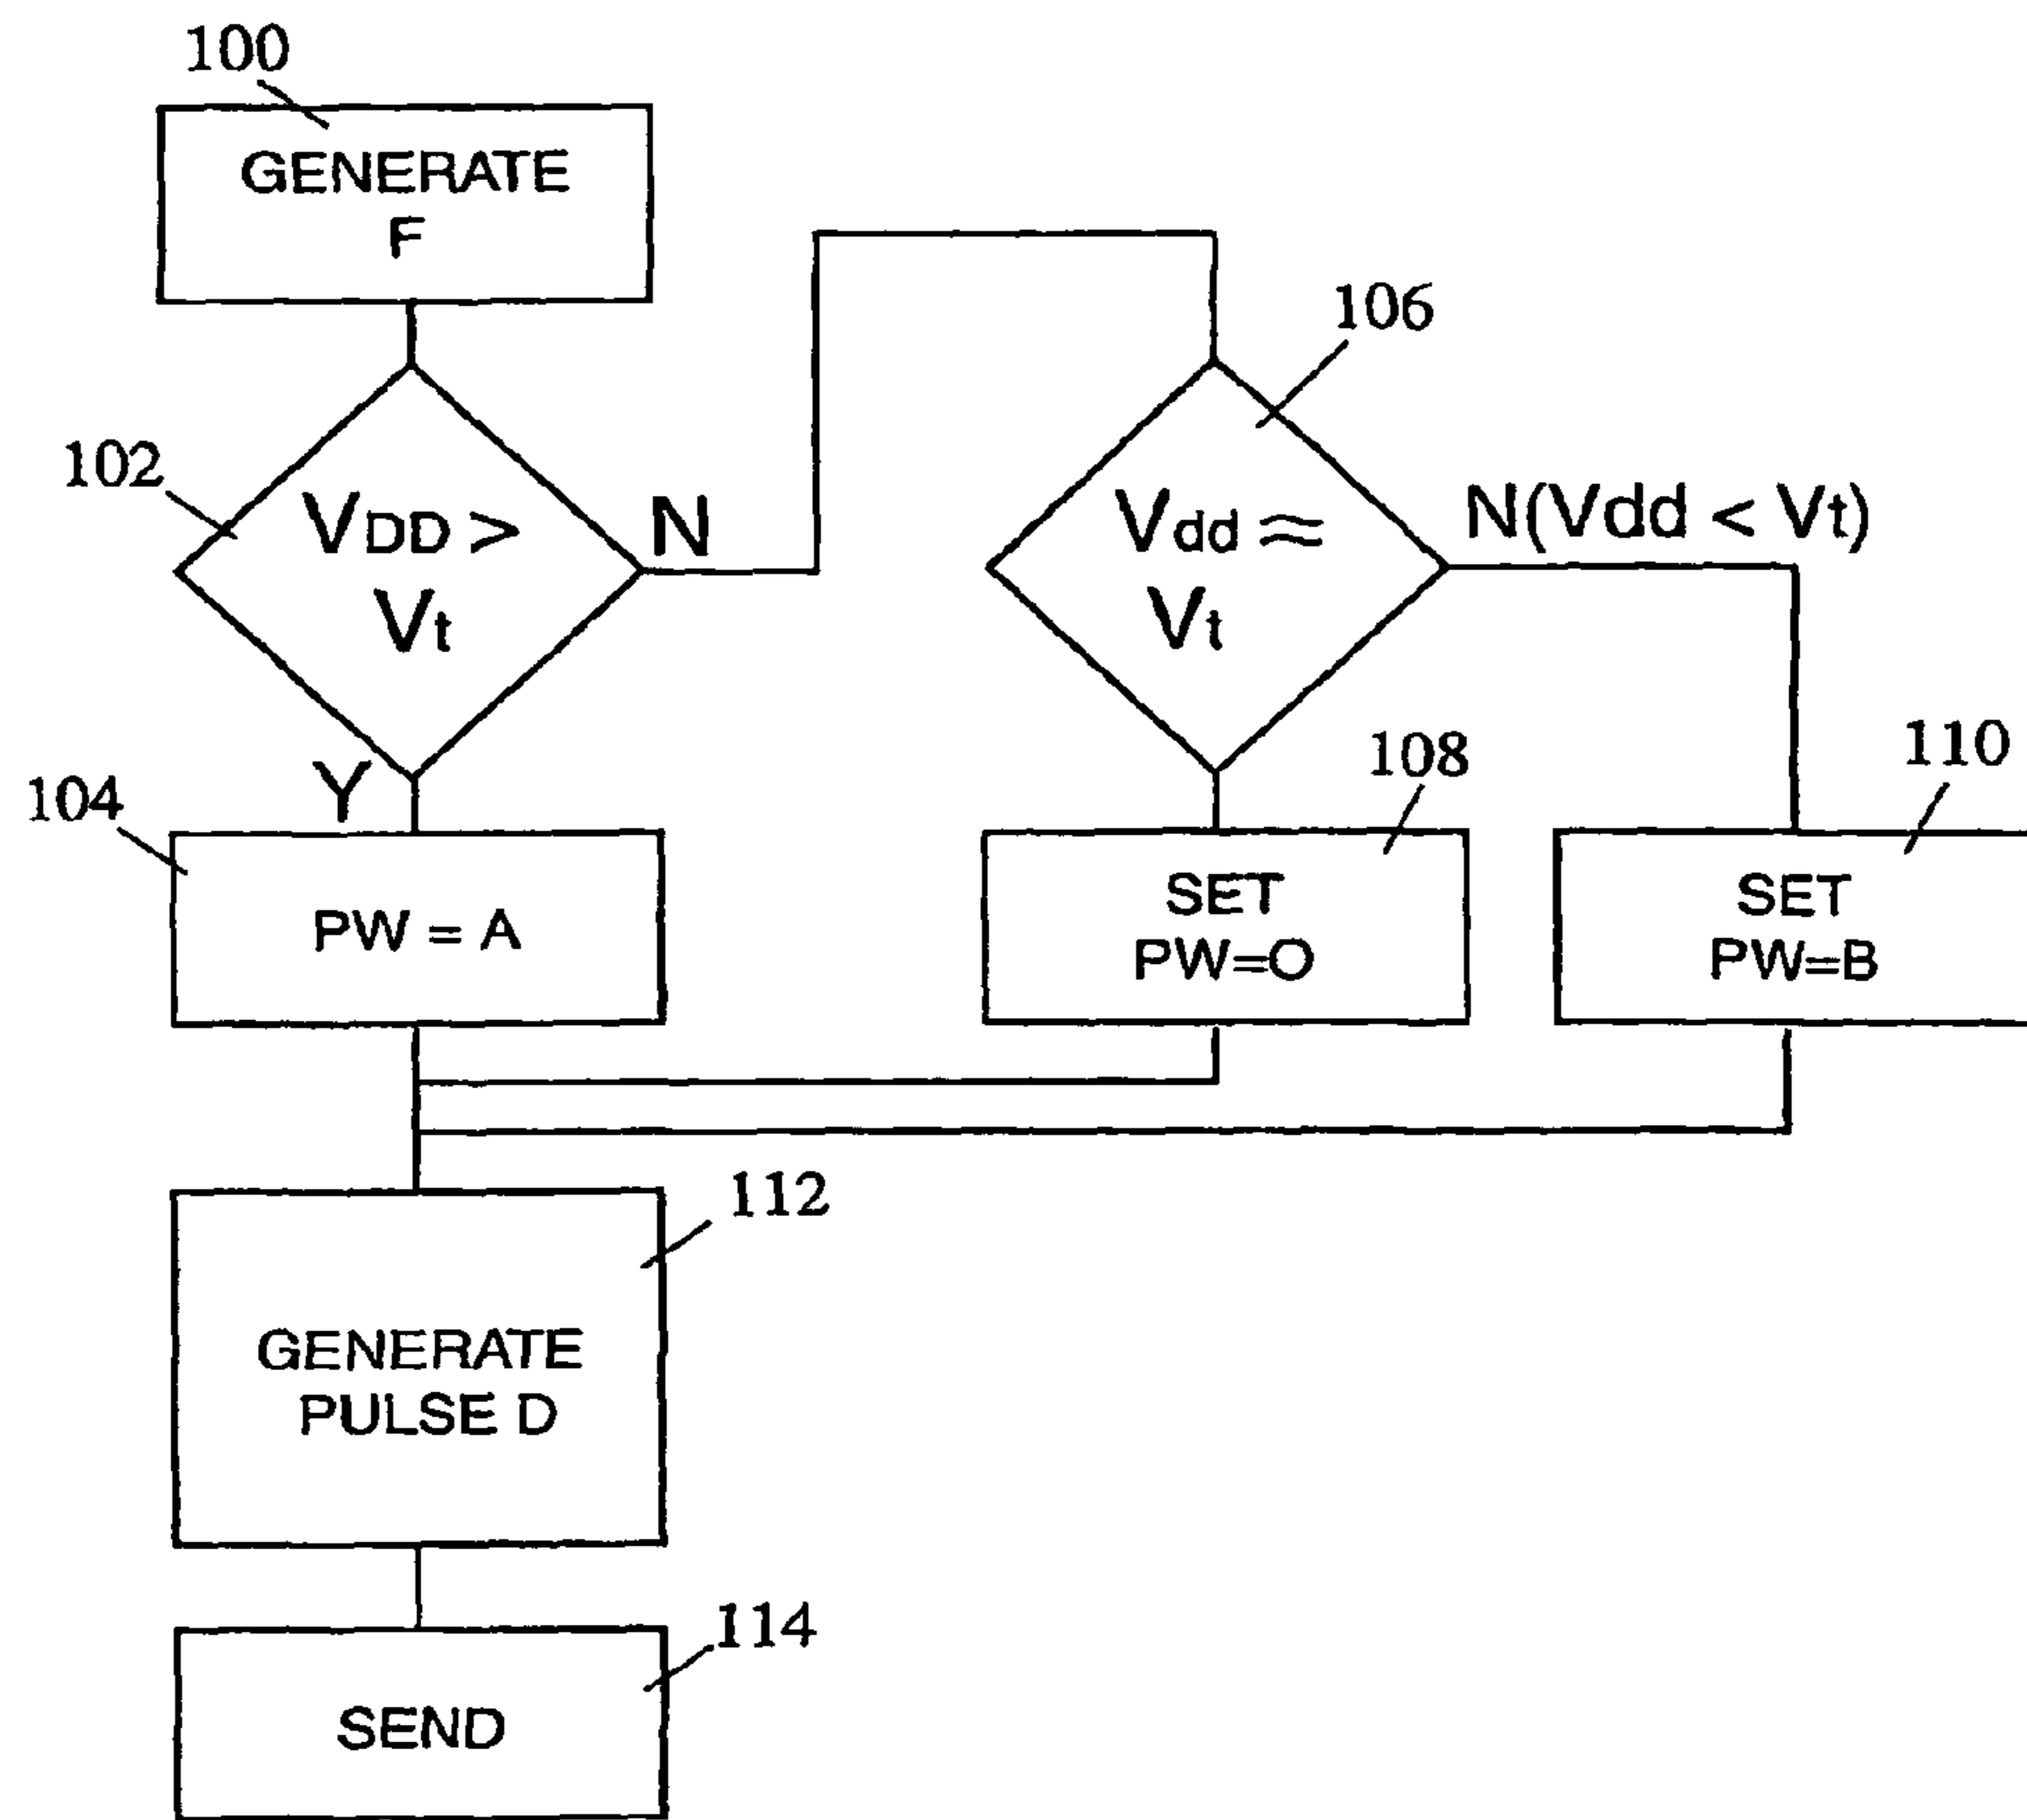 100
GENERATE
F
106
102
VDD >
Vt
N
Vdd ≈
Vt
N(Vdd < Vt)
Y
104
PW = A
108
SET
PW=O
110
SET
PW=B
112
GENERATE
PULSE D
114
SEND